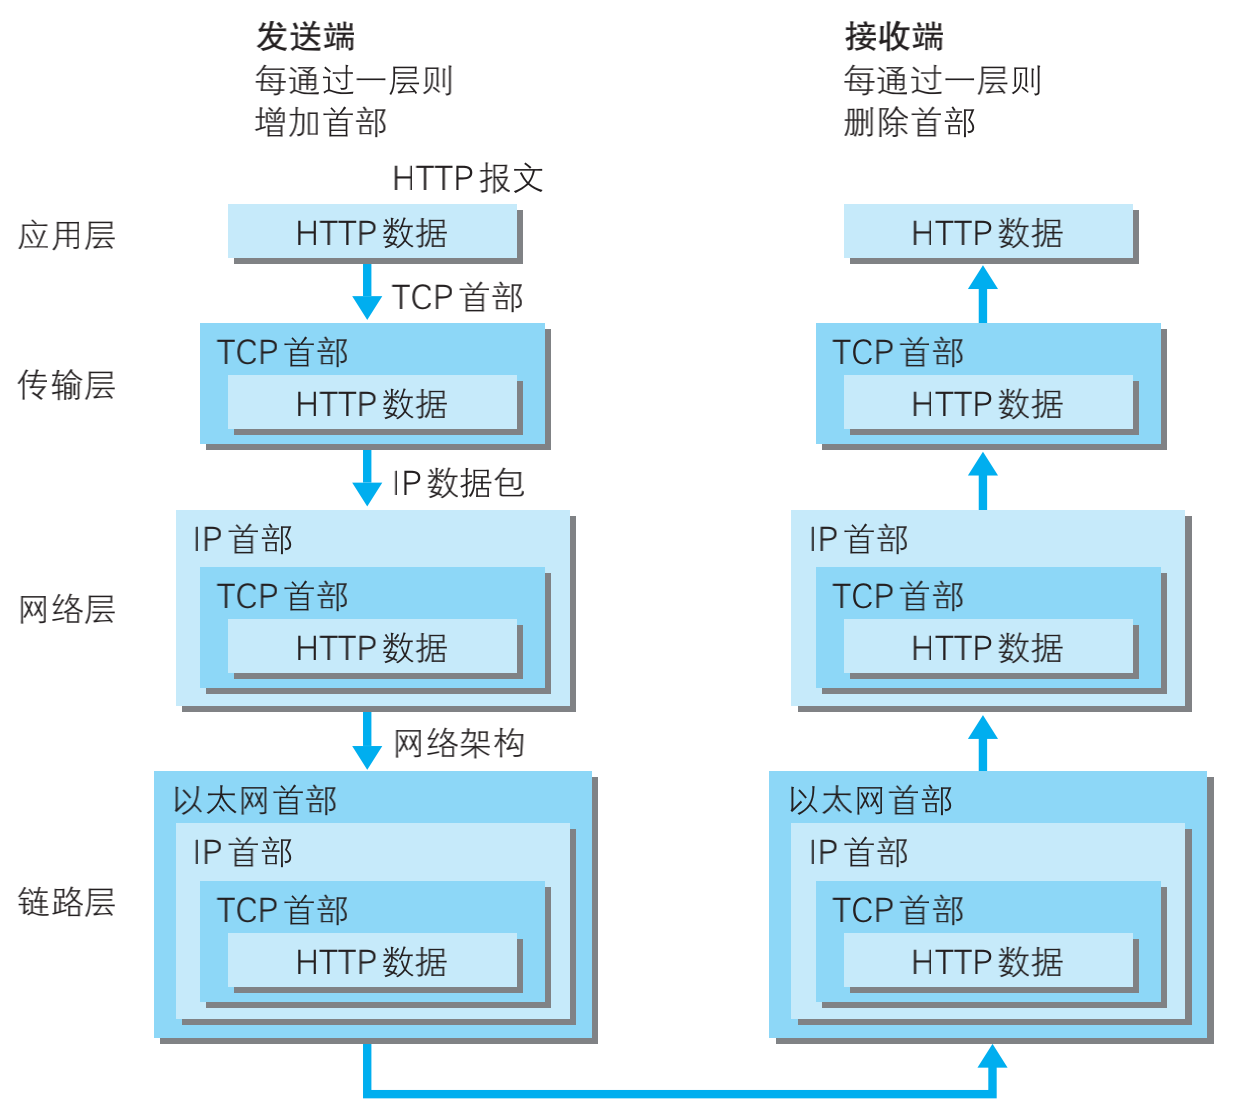 发送端
每通过一层则
增加首部
接收端
每通过一层则
删除首部
HTTP 报文
应用层
HTTP 数据
HTTP 数据
TCP 首部
传输层
TCP 首部
HTTP 数据
TCP 首部
HTTP 数据
IP 数据包
网络层
IP 首部
TCP 首部
HTTP 数据
IP 首部
TCP 首部
HTTP 数据
网络架构
链路层
以太网首部
IP 首部
TCP 首部
HTTP 数据
以太网首部
IP 首部
TCP 首部
HTTP 数据